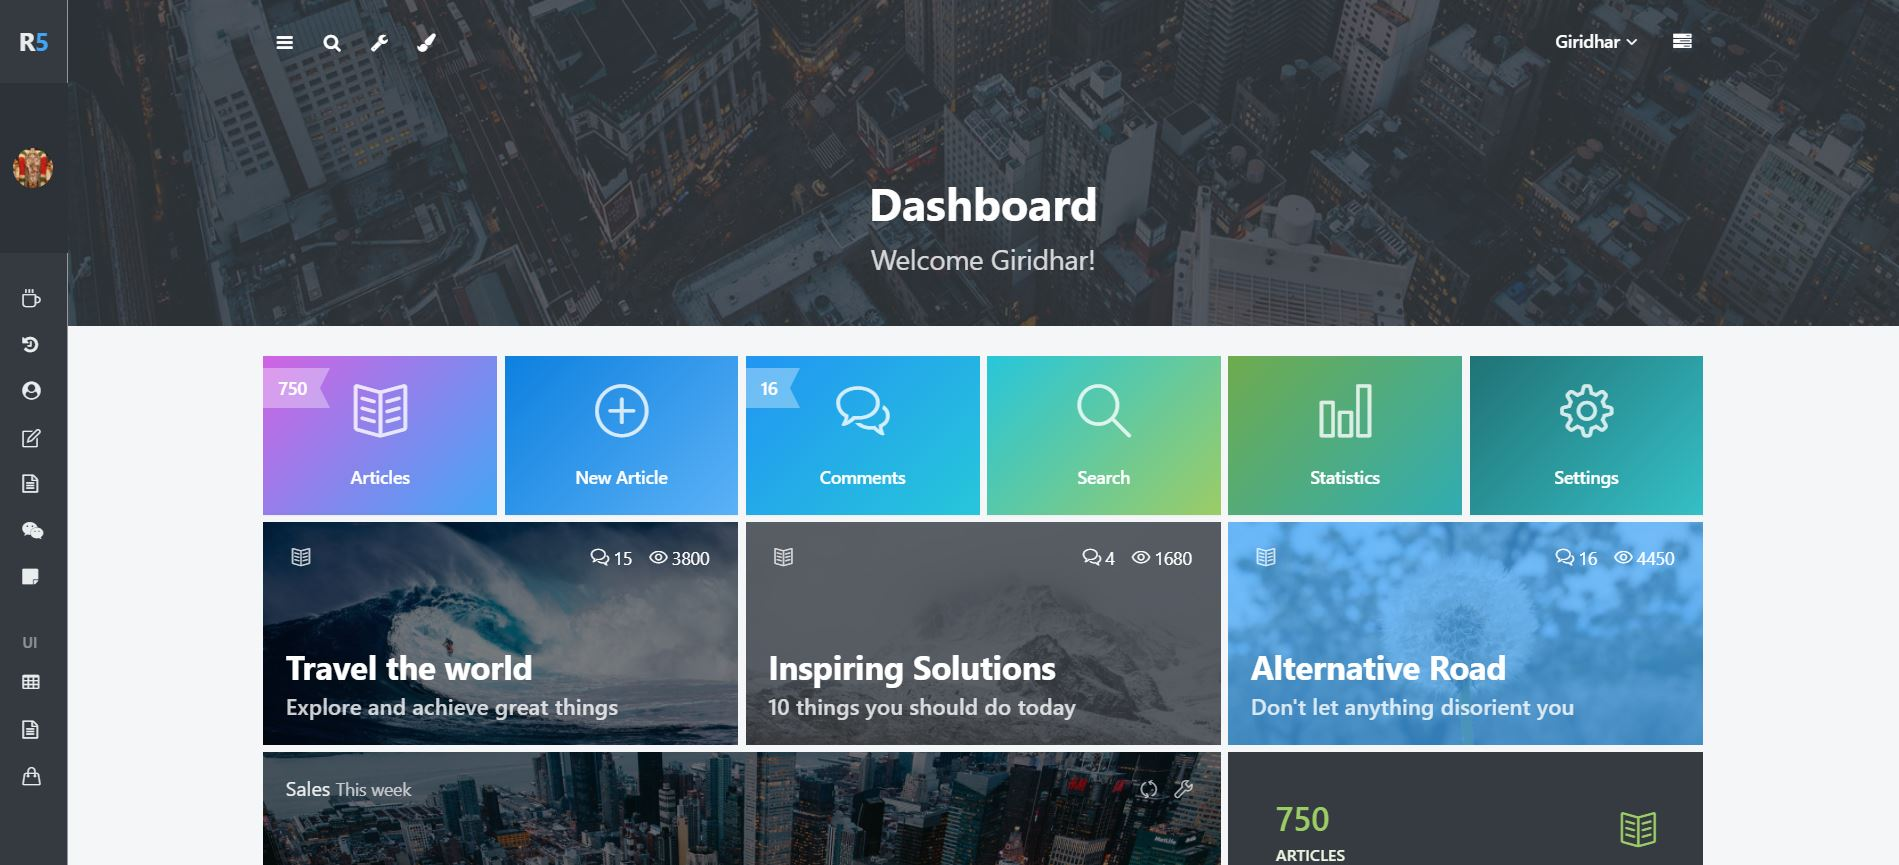 R5
Giridhar
Dashboard
Welcome Giridhar!
750
Articles
New Article
16
Comments
Search
Statistics
Settings
15 3800
Travel the world
Explore and achieve great things
4 1680
Inspiring Solutions
10 things you should do today
16 4450
Alternative Road
Don't let anything disorient you
UI
Sales This week
750
ARTICLES